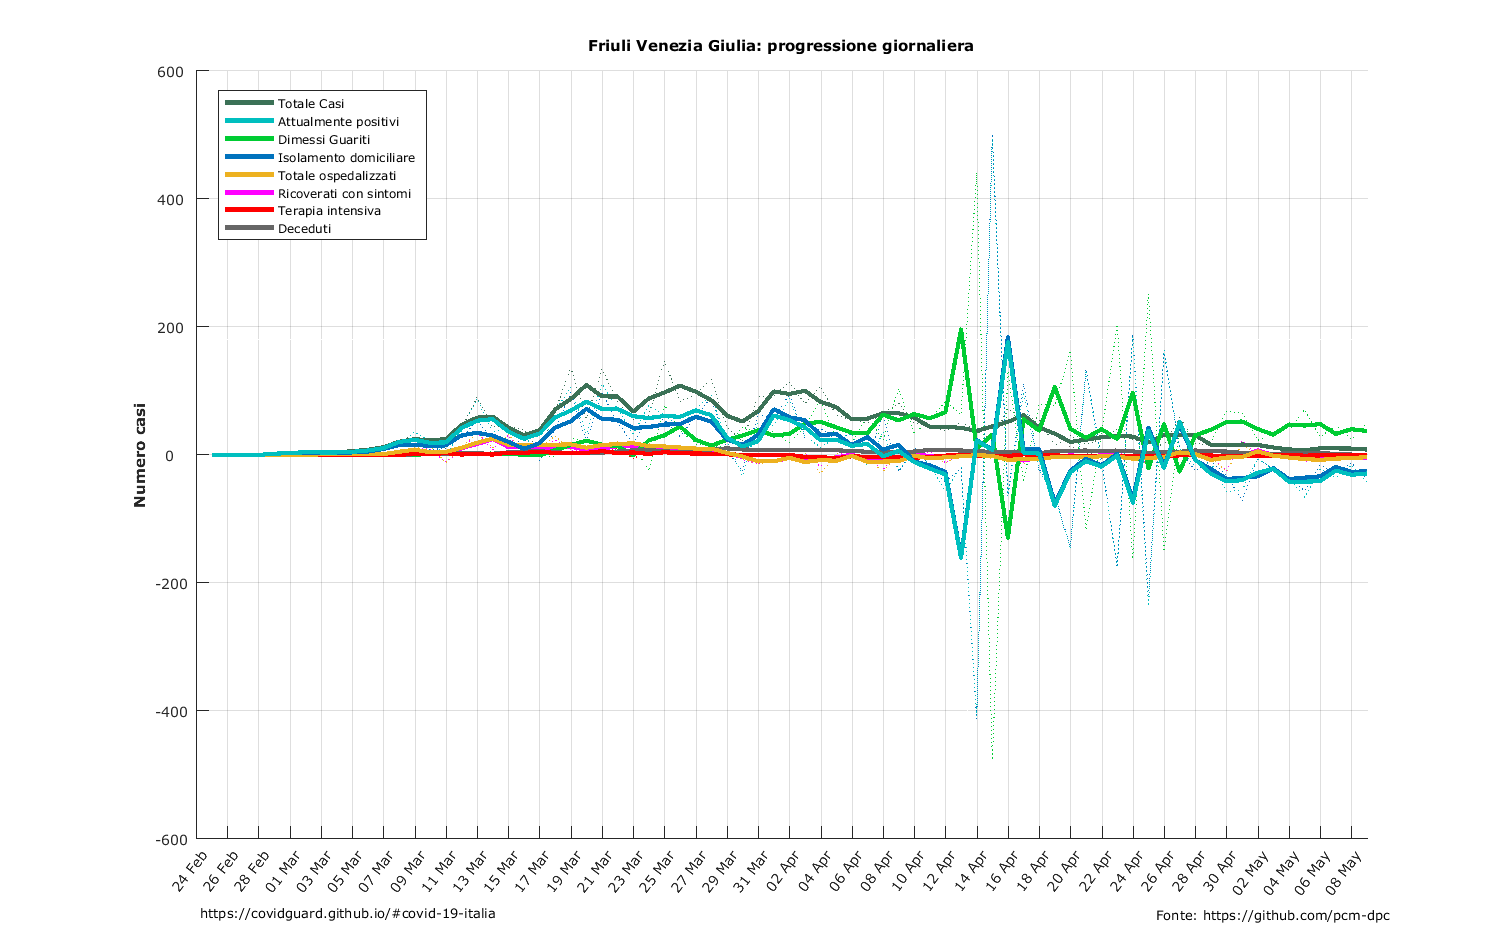 Friuli Venezia Giulia: progressione giornaliera
600
400
200
0
-200
-400
-600
Numero casi
Totale Casi
Attualmente positivi
Dimessi Guariti
Isolamento domiciliare
Totale ospedalizzati
Ricoverati con sintomi
Terapia intensiva
Deceduti
24 Feb
26 Feb
28 Feb
01 Mar
03 Mar
05 Mar
07 Mar
09 Mar
11 Mar
13 Mar
15 Mar
17 Mar
19 Mar
21 Mar
23 Mar
25 Mar
27 Mar
29 Mar
31 Mar
02 Apr
04 Apr
06 Apr
08 Apr
10 Apr
12 Apr
14 Apr
16 Apr
18 Apr
20 Apr
22 Apr
24 Apr
26 Apr
28 Apr
30 Apr
02 May
04 May
06 May
08 May
https://covidguard.github.io/#covid-19-italia
Fonte: https://github.com/pcm-dpc